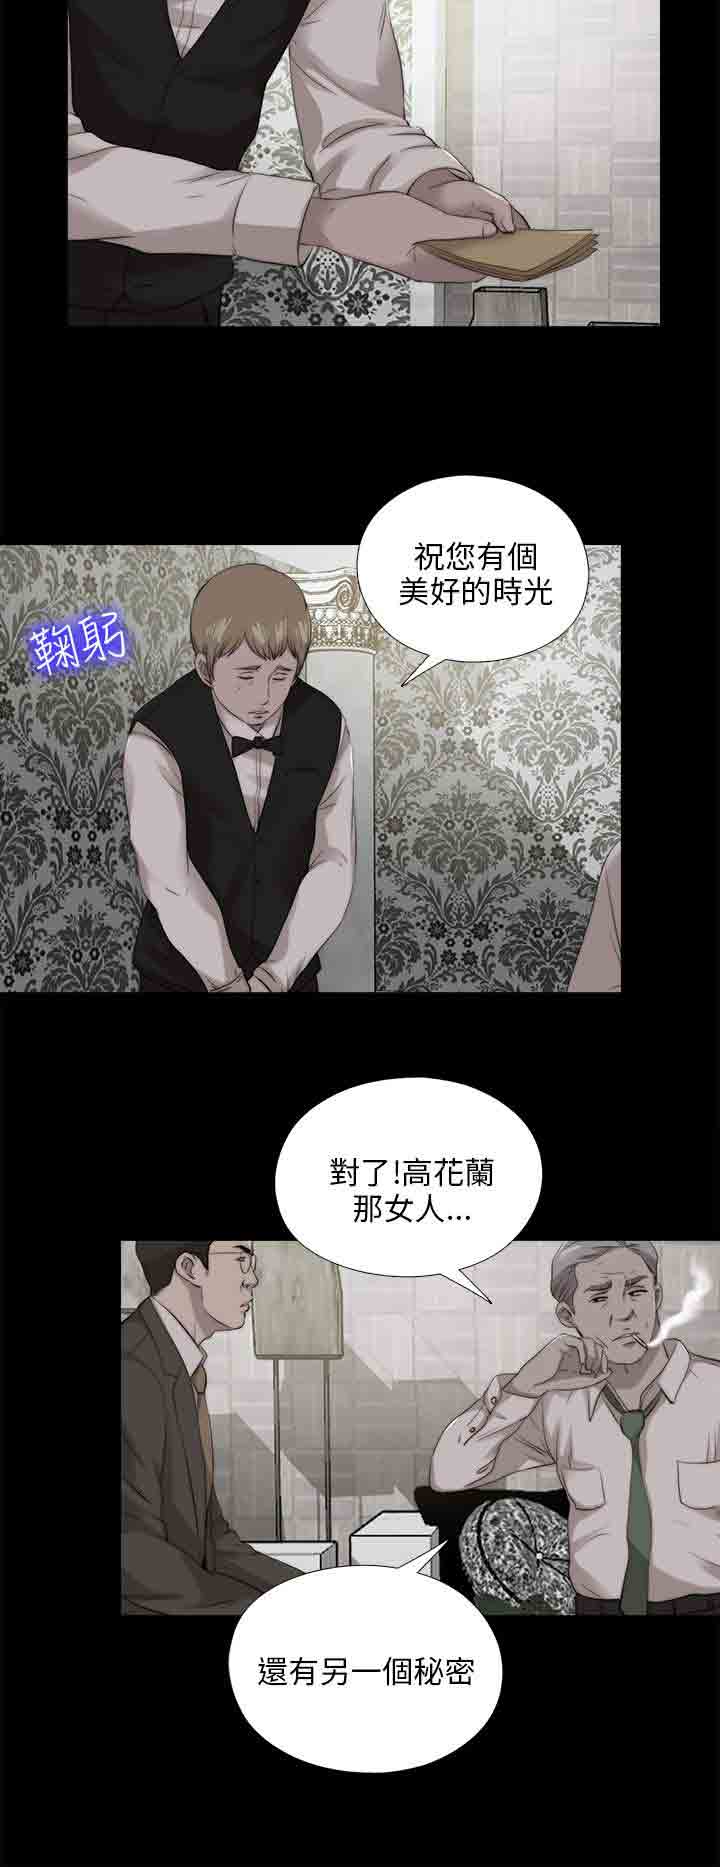 祝您有個
美好的時光
鞠躬
對了!高花蘭
那女人...
還有另一個秘密